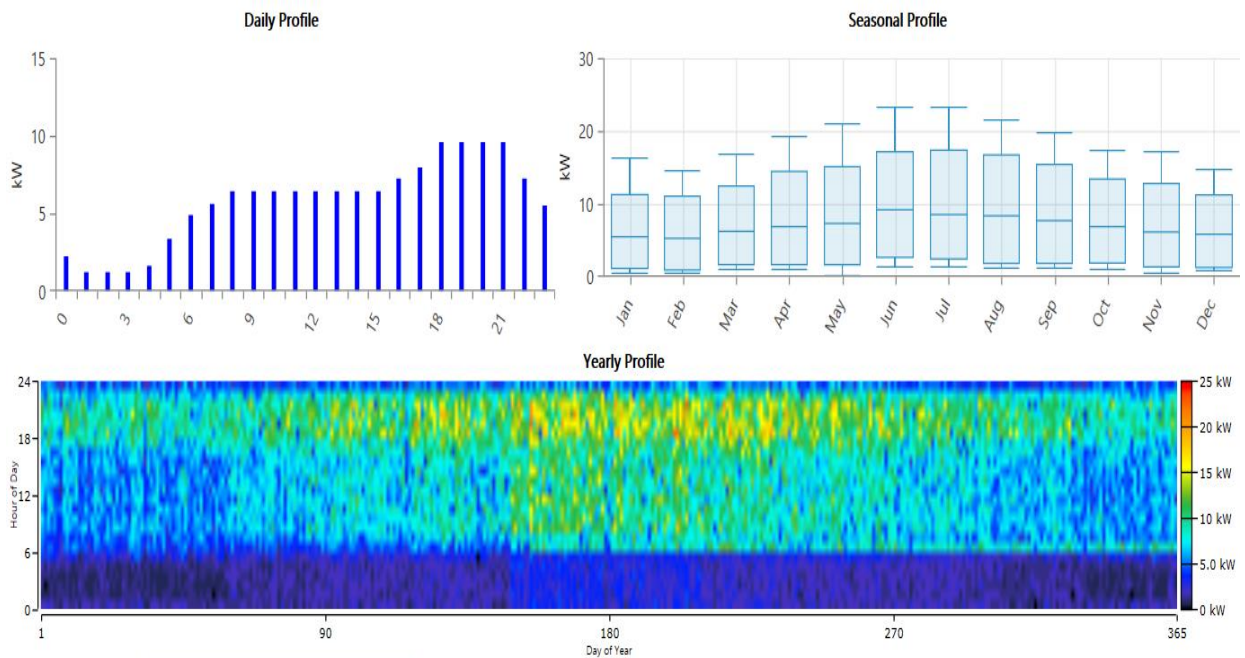 Daily Profile
15
10
5
0
kW
0
3
6
9
12
15
18
21
Seasonal Profile
30
20
10
0
kW
Jan
Feb
Mar
Apr
May
Jun
Jul
Aug
Sep
Oct
Nov
Dec
Yearly Profile
24
18
12
6
0
Hour of Day
1
90
180
270
365
Day of Year
25 kW
20 kW
15 kW
10 kW
5.0 kW
0 kW